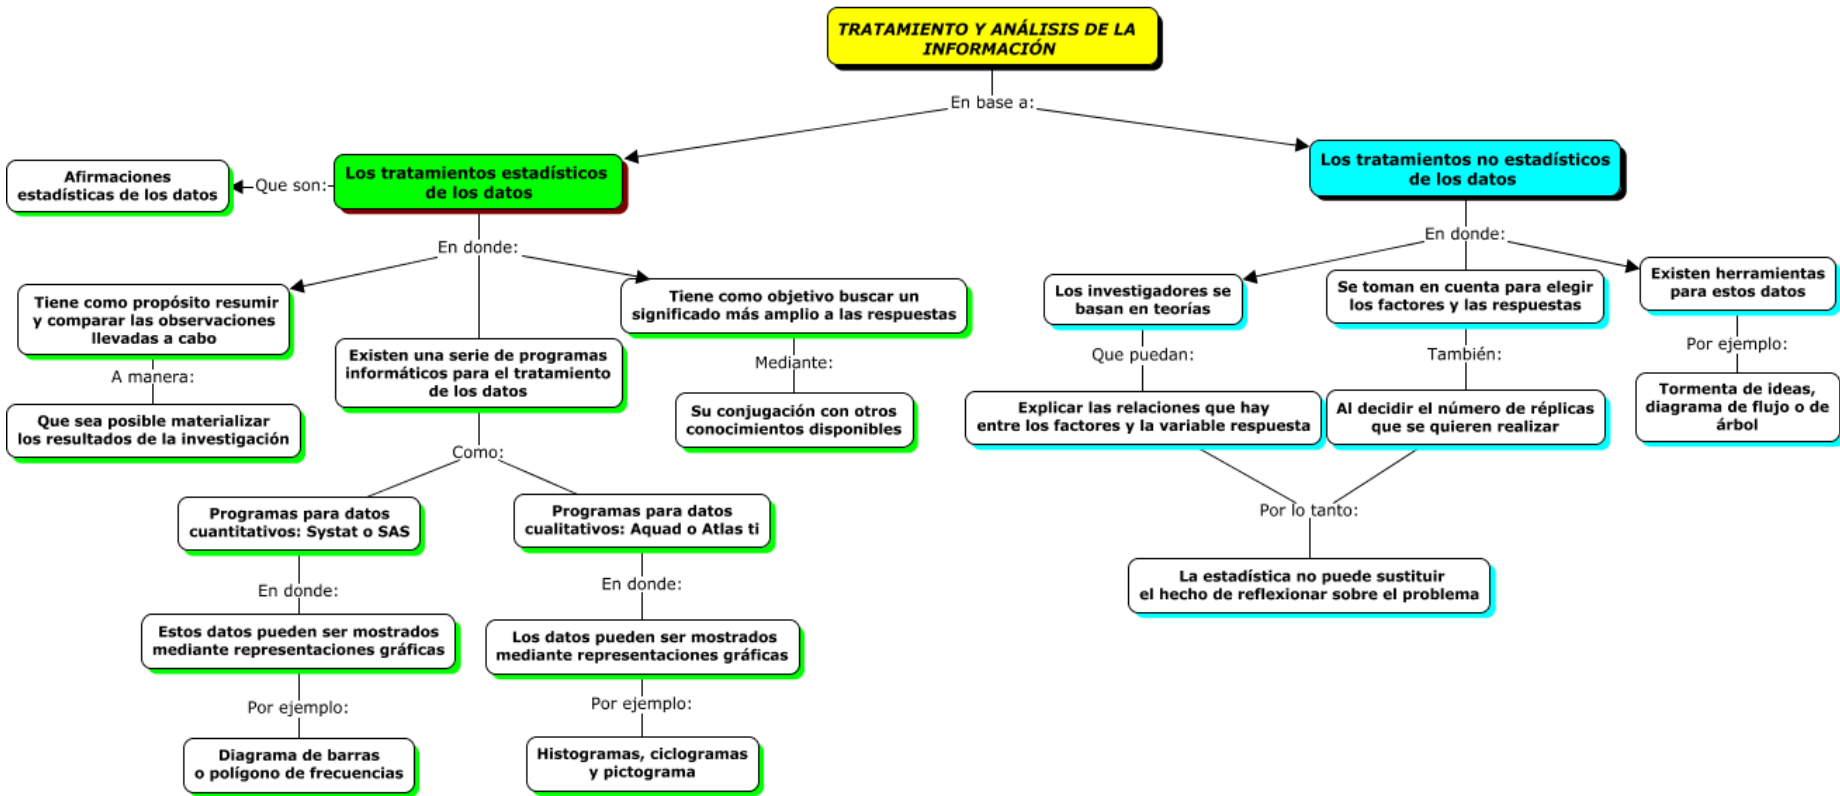 TRATAMIENTO Y ANÁLISIS DE LA
INFORMACIÓN
En base a:
Afirmaciones
estadísticas de los datos
Que son:
Los tratamientos estadísticos
de los datos
En donde:
Tiene como propósito resumir
y comparar las observaciones
llevadas a cabo
A manera:
Que sea posible materializar
los resultados de la investigación
Existen una serie de programas
informáticos para el tratamiento
de los datos
Como:
Programas para datos
cuantitativos: Systat o SAS
En donde:
Estos datos pueden ser mostrados
mediante representaciones gráficas
Por ejemplo:
Diagrama de barras
o polígono de frecuencias
Programas para datos
cualitativos: Aquad o Atlas ti
En donde:
Los datos pueden ser mostrados
mediante representaciones gráficas
Por ejemplo:
Histogramas, ciclogramas
y pictograma
Tiene como objetivo buscar un
significado más amplio a las respuestas
Mediante:
Su conjugación con otros
conocimientos disponibles
Los tratamientos no estadísticos
de los datos
En donde:
Los investigadores se
basan en teorías
Que puedan:
Explicar las relaciones que hay
entre los factores y la variable respuesta
Se toman en cuenta para elegir
los factores y las respuestas
También:
Al decidir el número de réplicas
que se quieren realizar
Por lo tanto:
La estadística no puede sustituir
el hecho de reflexionar sobre el problema
Existen herramientas
para estos datos
Por ejemplo:
Tormenta de ideas,
diagrama de flujo o de
árbol